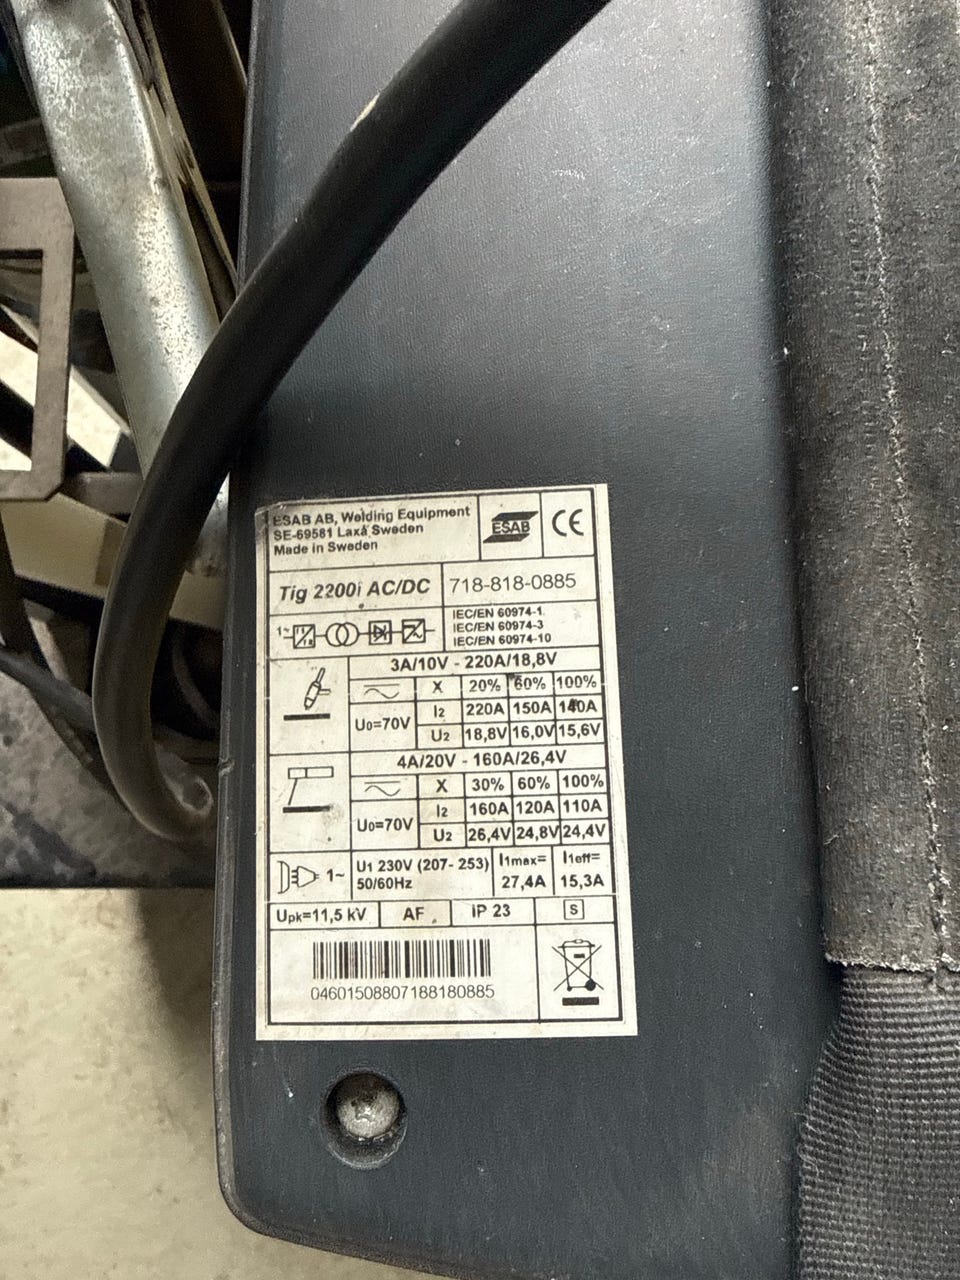 ESAB AB, Welding Equipment
SE-69581 Laxå Sweden
Made in Sweden
ESAB
CE
Tig 2200i AC/DC
718-818-0885
1~
IEC/EN 60974-1
IEC/EN 60974-3
IEC/EN 60974-10
3A/10V - 220A/18,8V
X 20% 60% 100%
U0=70V
I2 220A 150A 140A
U2 18,8V 16,0V 15,6V
4A/20V - 160A/26,4V
X 30% 60% 100%
U0=70V
I2 160A 120A 110A
U2 26,4V 24,8V 24,4V
1~
U1 230V (207- 253)
50/60Hz
I1max=
27,4A
I1eff=
15,3A
Upk=11,5 kV AF IP 23 S
04601508807188180885